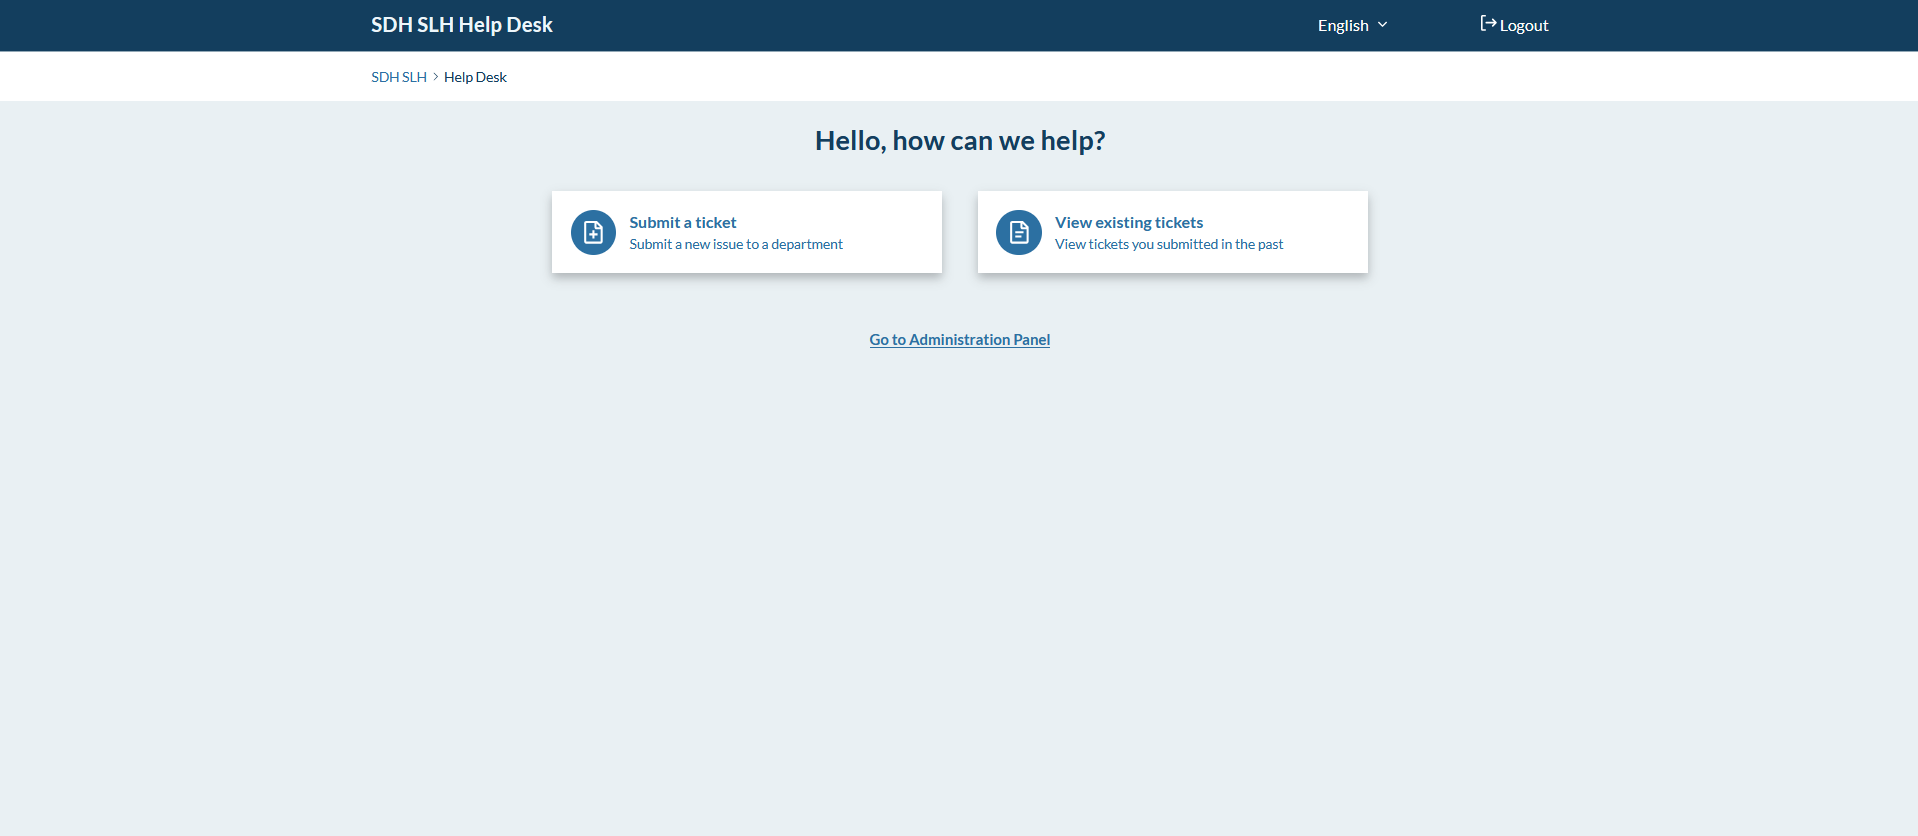 SDH SLH Help Desk
English
Logout
SDH SLH > Help Desk
Hello, how can we help?
Submit a ticket
Submit a new issue to a department
View existing tickets
View tickets you submitted in the past
Go to Administration Panel